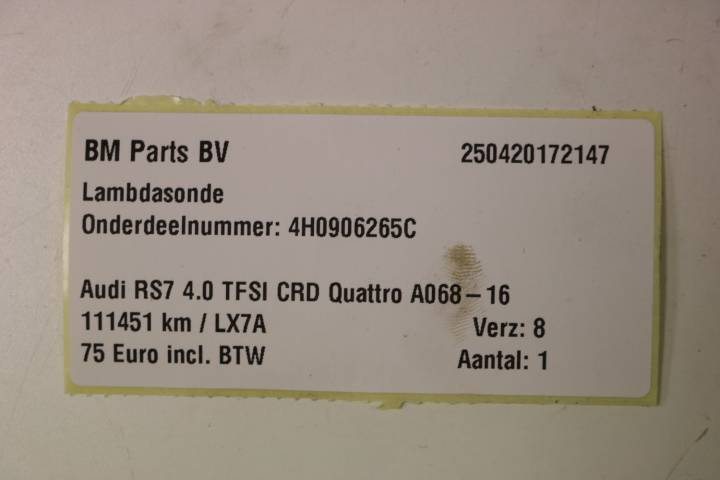 BM Parts BV 250420172147
Lambdasonde
Onderdeelnummer: 4H0906265C
Audi RS7 4.0 TFSI CRD Quattro A068-16
111451 km / LX7A Verz: 8
75 Euro incl. BTW Aantal: 1